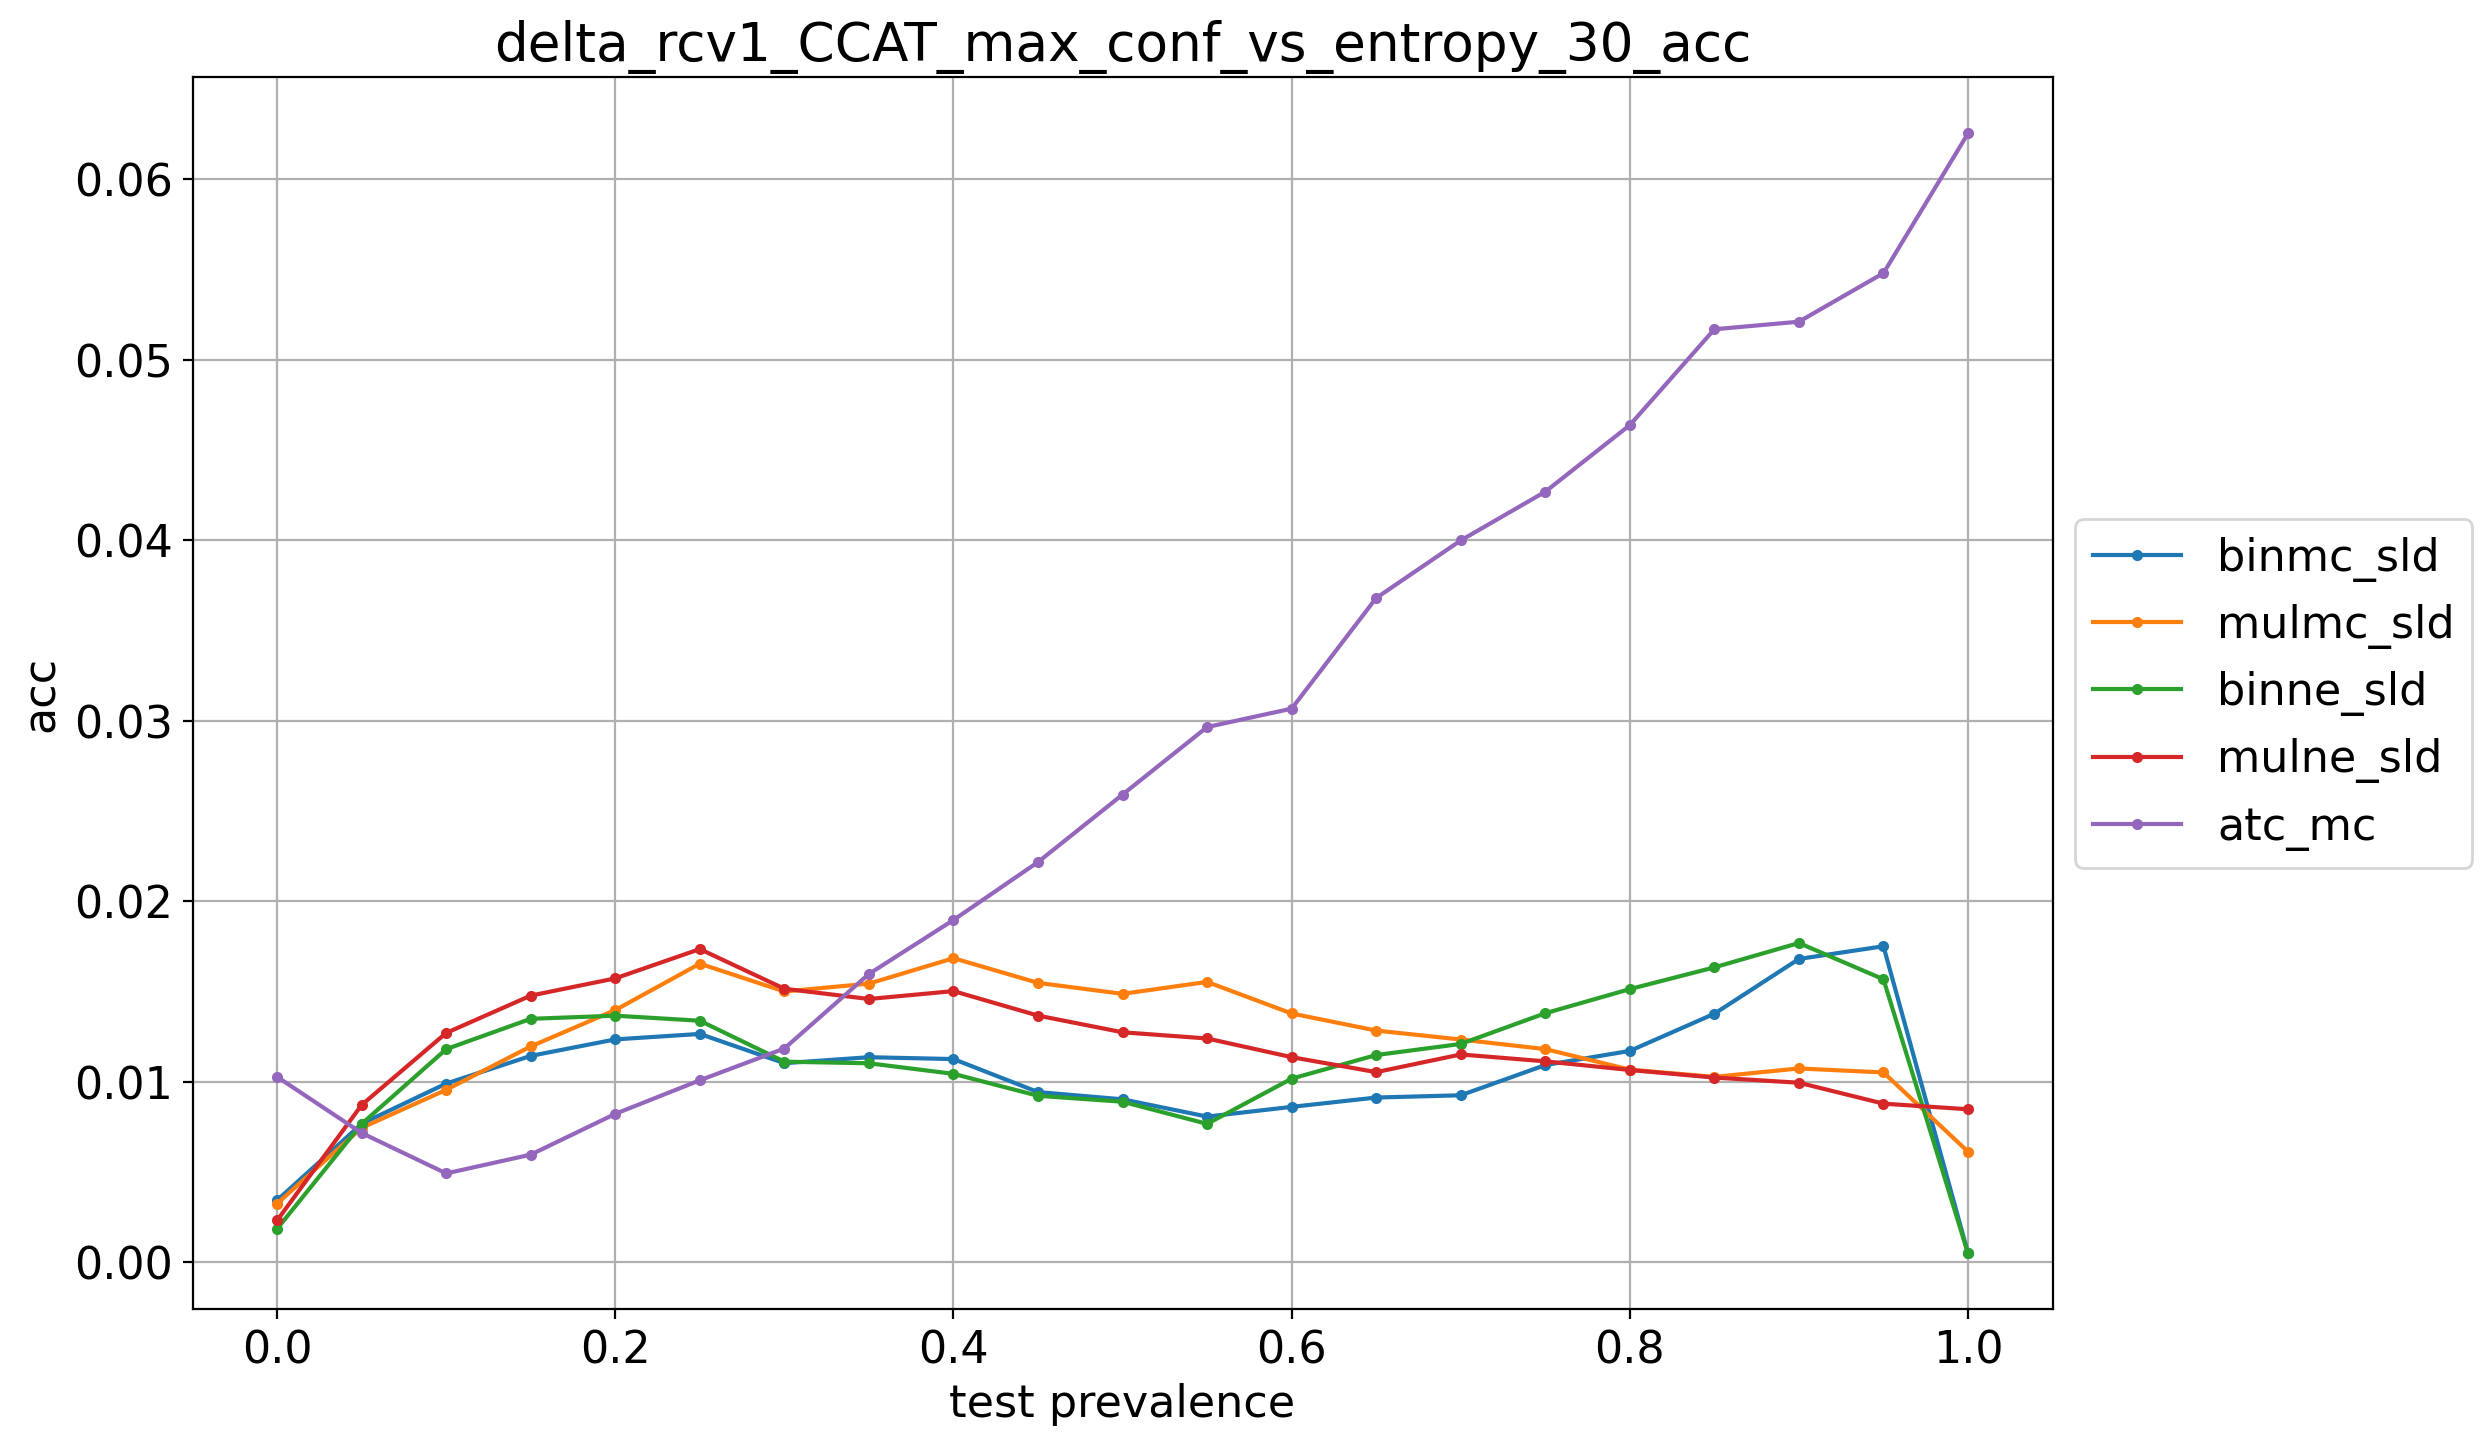 delta_rcv1_CCAT_max_conf_vs_entropy_30_acc
acc
0.06
0.05
0.04
0.03
0.02
0.01
0.00
0.0 0.2 0.4 0.6 0.8 1.0
test prevalence
binmc_sld
mulmc_sld
binne_sld
mulne_sld
atc_mc